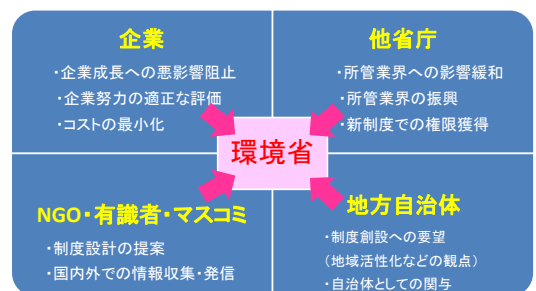 企業
・企業成長への悪影響阻止
・企業努力の適正な評価
・コストの最小化
他省庁
・所管業界への影響緩和
・所管業界の振興
・新制度での権限獲得
環境省
NGO・有識者・マスコミ
・制度設計の提案
・国内外での情報収集・発信
地方自治体
・制度創設への要望
（地域活性化などの観点）
・自治体としての関与